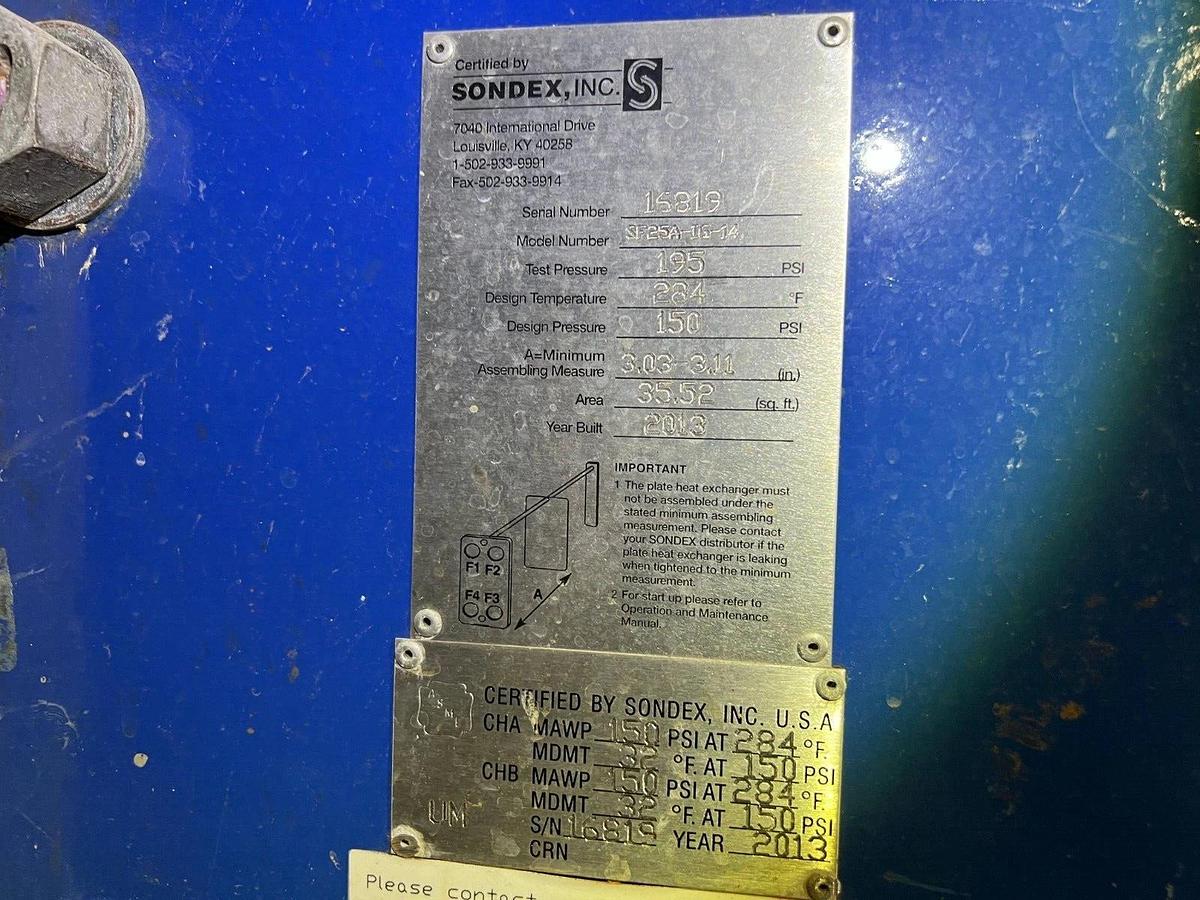 Certified by
SONDEX, INC. S
7040 International Drive
Louisville, KY 40258
1-502-933-9991
Fax-502-933-9914
Serial Number 16819
Model Number
Test Pressure 195 PSI
Design Temperature 284 °F
Design Pressure 150 PSI
A=Minimum
Assembling Measure 3.03-3.11 (in.)
Area 35.52 (sq. ft.)
Year Built 2013
IMPORTANT
1 The plate heat exchanger must
not be assembled under the
stated minimum assembling
measurement. Please contact
your SONDEX distributor if the
plate heat exchanger is leaking
when tightened to the minimum
measurement.
2 For start up please refer to
Operation and Maintenance
Manual.
F1 F2
F4 F3
A
ASME
CERTIFIED BY SONDEX, INC. U.S.A
CHA MAWP 150 PSI AT 284 °F.
MDMT 32 °F. AT 150 PSI
CHB MAWP 150 PSI AT 284 °F.
MDMT 32 °F. AT 150 PSI
UM
S/N 16819 YEAR 2013
CRN
Please contact